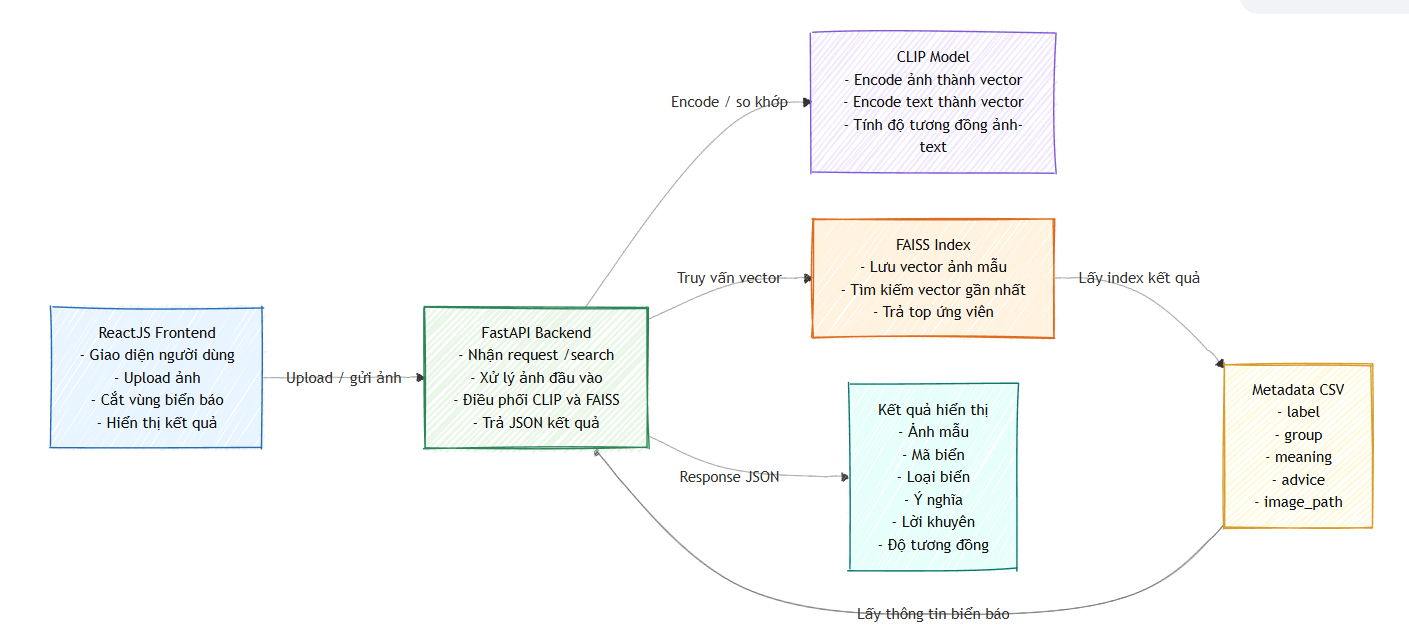 CLIP Model
- Encode ảnh thành vector
- Encode text thành vector
- Tính độ tương đồng ảnh-
text
Encode / so khớp
FAISS Index
- Lưu vector ảnh mẫu
- Tìm kiếm vector gần nhất
- Trả top ứng viên
Truy vấn vector
Lấy index kết quả
ReactJS Frontend
- Giao diện người dùng
- Upload ảnh
- Cắt vùng biển báo
- Hiển thị kết quả
Upload / gửi ảnh
FastAPI Backend
- Nhận request /search
- Xử lý ảnh đầu vào
- Điều phối CLIP và FAISS
- Trả JSON kết quả
Response JSON
Kết quả hiển thị
- Ảnh mẫu
- Mã biển
- Loại biển
- Ý nghĩa
- Lời khuyên
- Độ tương đồng
Metadata CSV
- label
- group
- meaning
- advice
- image_path
Lấy thông tin biển báo